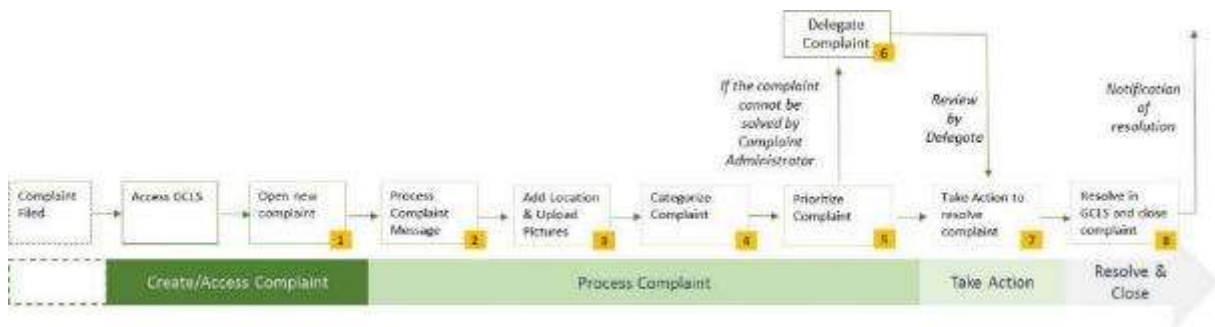 Delegate
Complaint
6
If the complaint
cannot be
solved by
Complaint
Administrator
Review
by
Delegate
Notification
of
resolution
Complaint
Filed
Access GCLS
Open new
complaint
1
Process
Complaint
Message
2
Add Location
& Upload
Pictures
3
Categorize
Complaint
4
Prioritize
Complaint
5
Take Action to
resolve
complaint
7
Resolve in
GCLS and close
complaint
8
Create/Access Complaint
Process Complaint
Take Action
Resolve &
Close